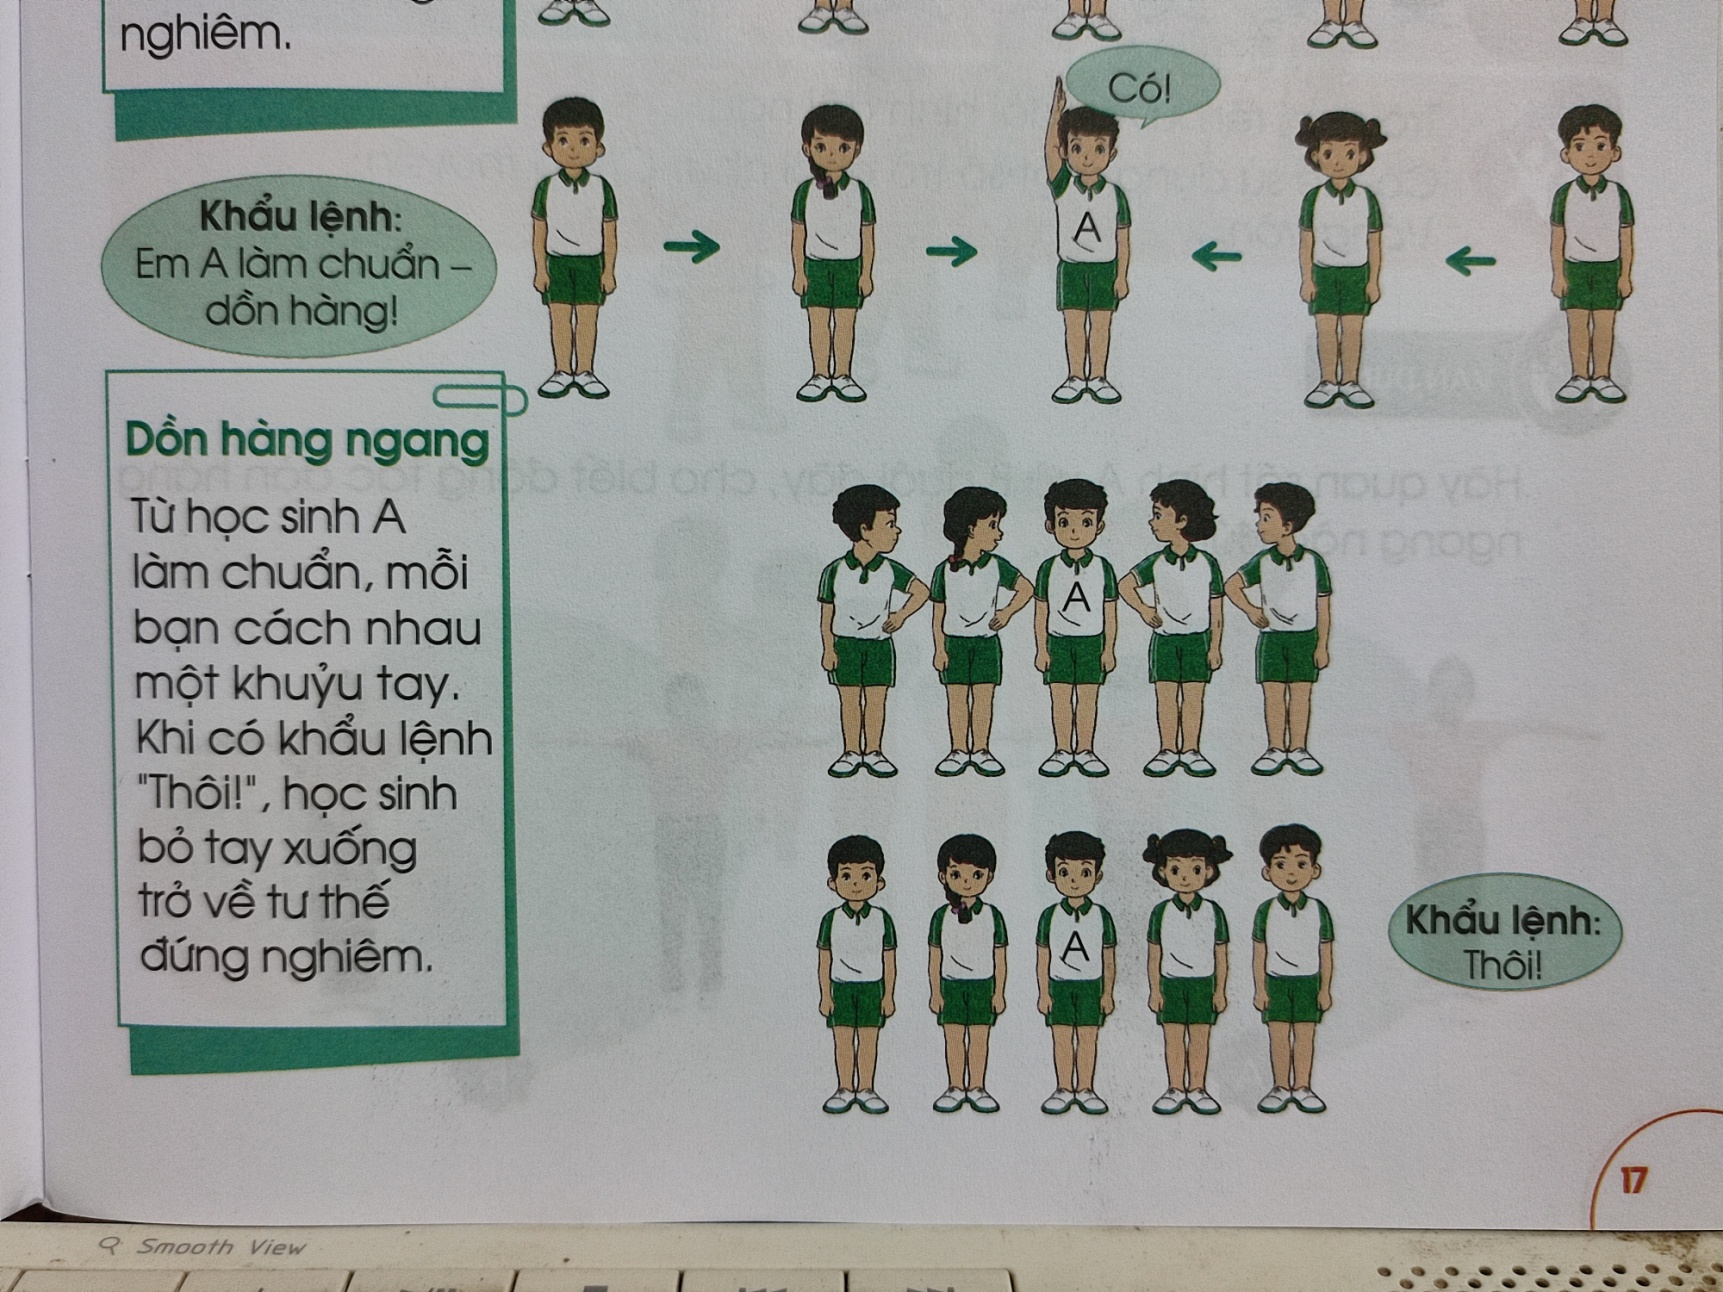 nghiêm.
Có!
Khẩu lệnh:
Em A làm chuẩn –
dồn hàng!
A
Dồn hàng ngang
Từ học sinh A
làm chuẩn, mỗi
bạn cách nhau
một khuỷu tay.
Khi có khẩu lệnh
"Thôi!", học sinh
bỏ tay xuống
trở về tư thế
đứng nghiêm.
A
A
Khẩu lệnh:
Thôi!
17
Smooth View